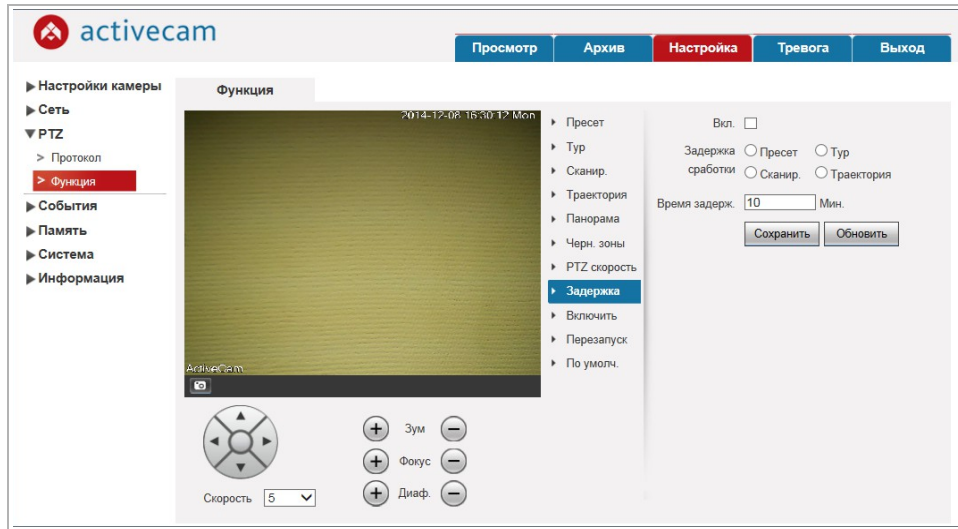 activecam
Просмотр Архив Настройка Тревога Выход
Настройки камеры
Сеть
PTZ
> Протокол
> Функция
События
Память
Система
Информация
Функция
2014-12-08 16:30:12 Mon
ActiveCam
Скорость 5
Зум
Фокус
Диаф.
Пресет
Тур
Сканир.
Траектория
Панорама
Черн. зоны
PTZ скорость
Задержка
Включить
Перезапуск
По умолч.
Вкл.
Задержка сработки
Пресет Тур
Сканир. Траектория
Время задерж. 10 Мин.
Сохранить Обновить